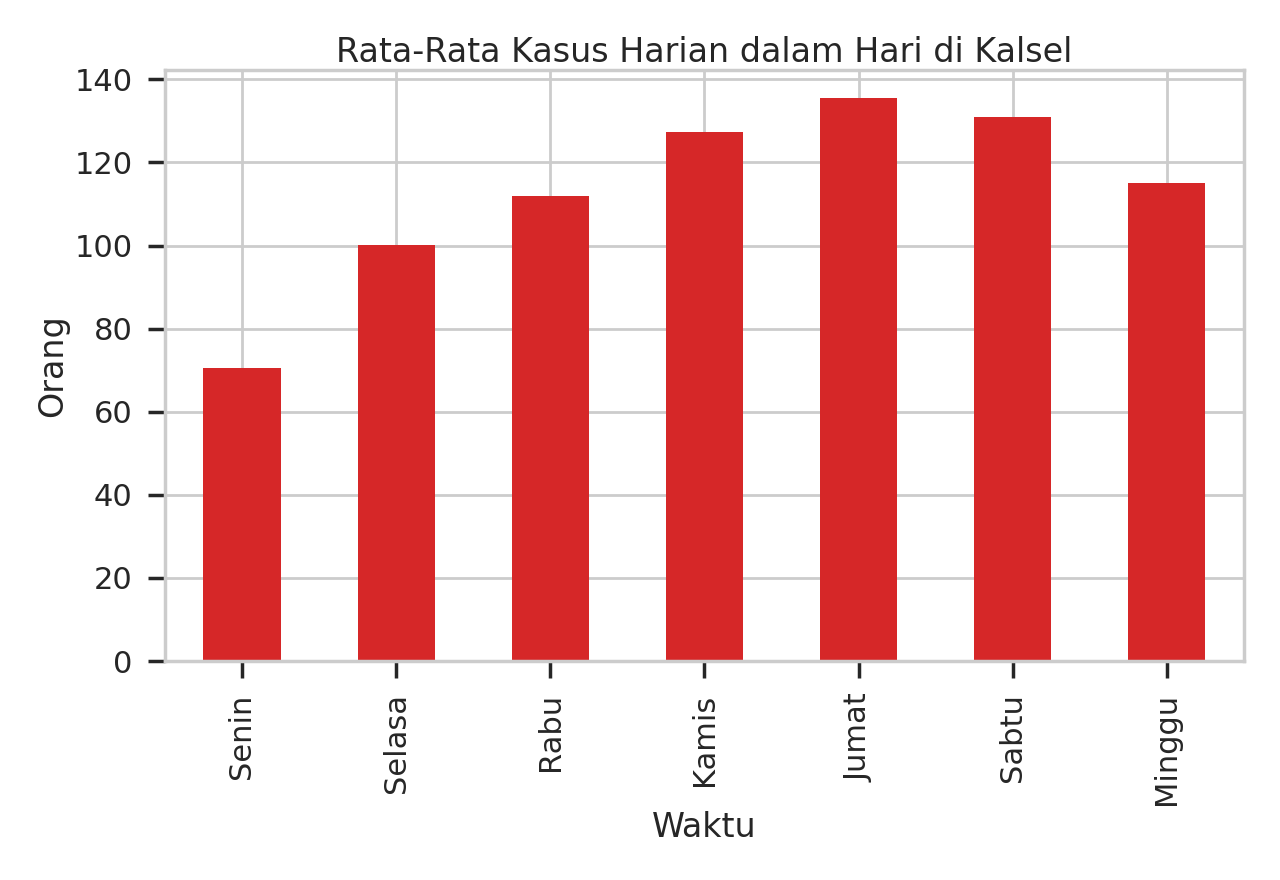 Rata-Rata Kasus Harian dalam Hari di Kalsel
140
120
100
80
60
40
20
0
Orang
Senin
Selasa
Rabu
Kamis
Jumat
Sabtu
Minggu
Waktu